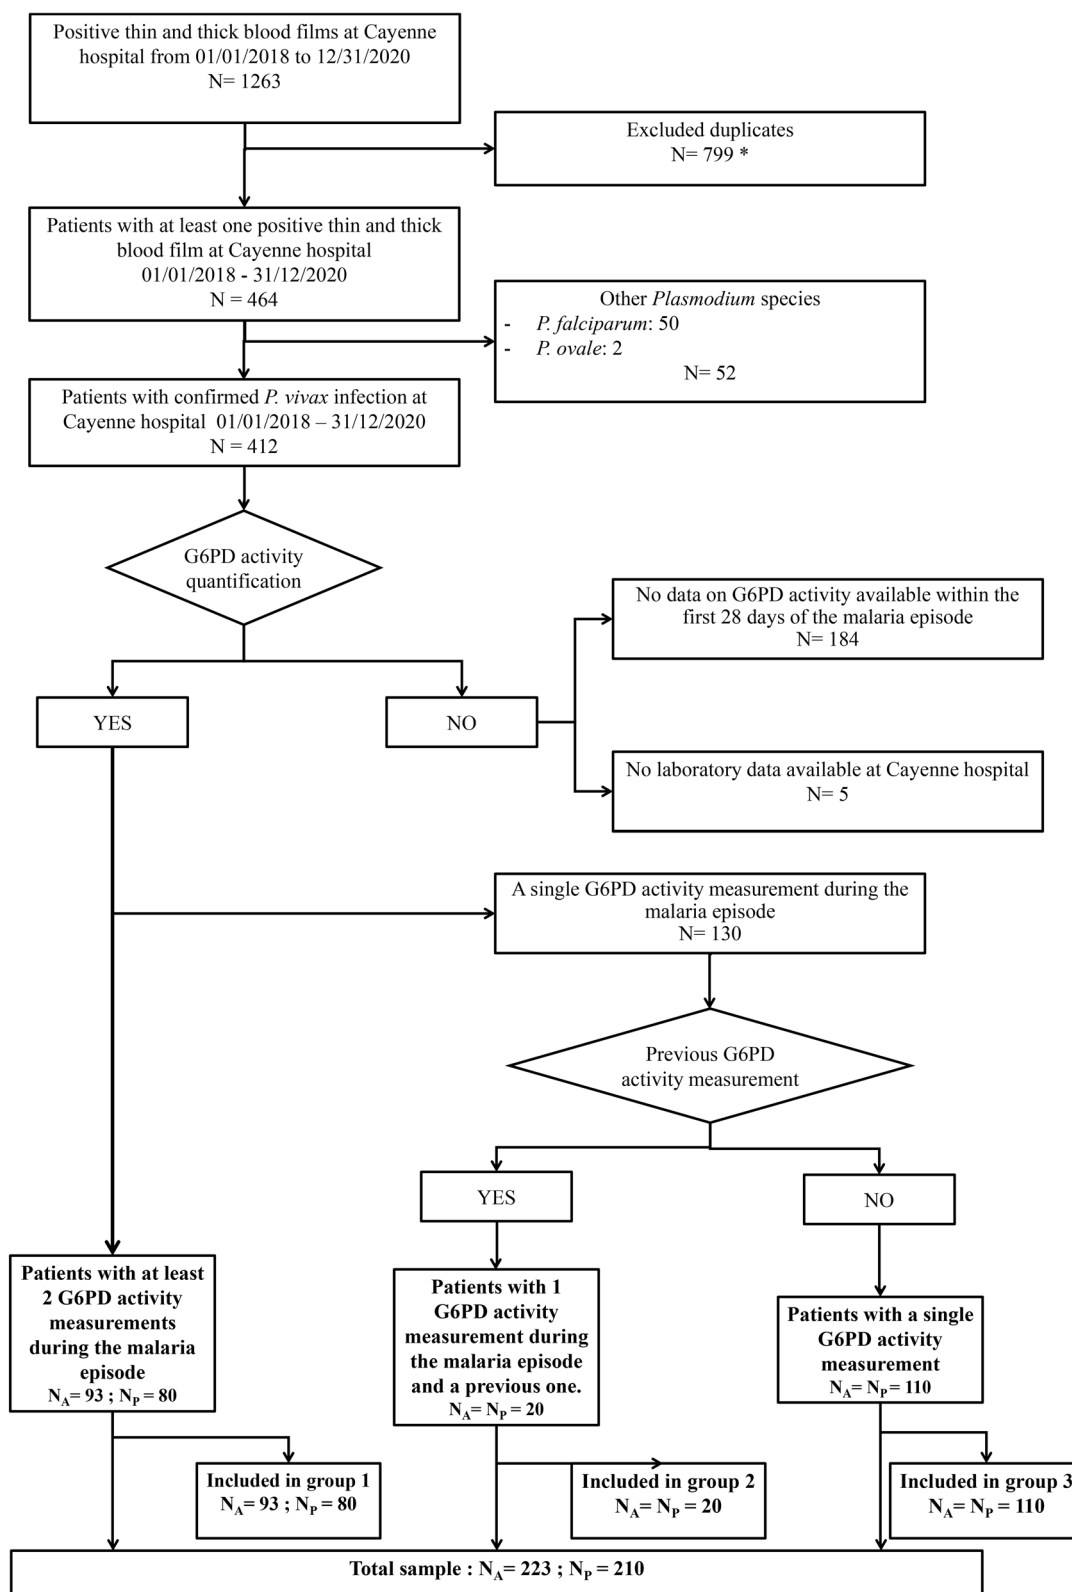 Positive thin and thick blood films at Cayenne
hospital from 01/01/2018 to 12/31/2020
N= 1263
Excluded duplicates
N= 799 *
Patients with at least one positive thin and thick
blood film at Cayenne hospital
01/01/2018 - 31/12/2020
N = 464
Other Plasmodium species
- P. falciparum: 50
- P. ovale: 2
N= 52
Patients with confirmed P. vivax infection at
Cayenne hospital 01/01/2018 – 31/12/2020
N = 412
G6PD activity
quantification
No data on G6PD activity available within the
first 28 days of the malaria episode
N= 184
YES
NO
No laboratory data available at Cayenne hospital
N= 5
A single G6PD activity measurement during the
malaria episode
N= 130
Previous G6PD
activity measurement
YES
NO
Patients with at least
2 G6PD activity
measurements
during the malaria
episode
NA= 93 ; NP = 80
Patients with 1
G6PD activity
measurement during
the malaria episode
and a previous one.
NA= NP = 20
Patients with a single
G6PD activity
measurement
NA= NP = 110
Included in group 1
NA= 93 ; NP = 80
Included in group 2
NA= NP = 20
Included in group 3
NA= NP = 110
Total sample : NA= 223 ; NP = 210